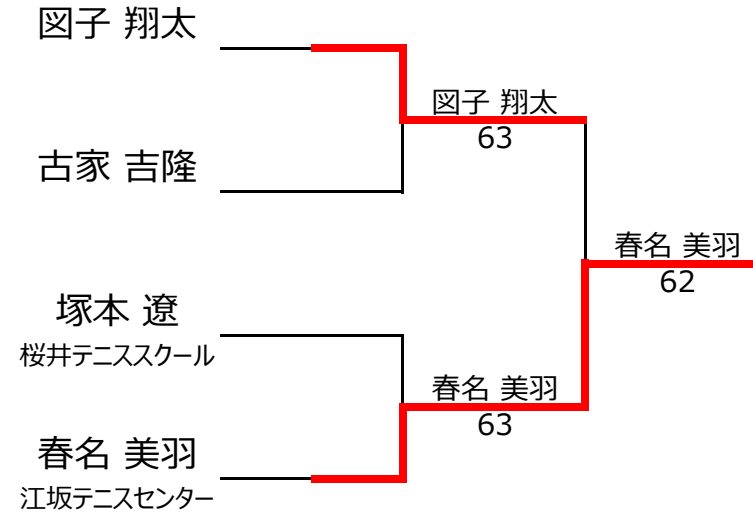 図子 翔太
図子 翔太
63
古家 吉隆
春名 美羽
62
塚本 遼
桜井テニススクール
春名 美羽
63
春名 美羽
江坂テニスセンター